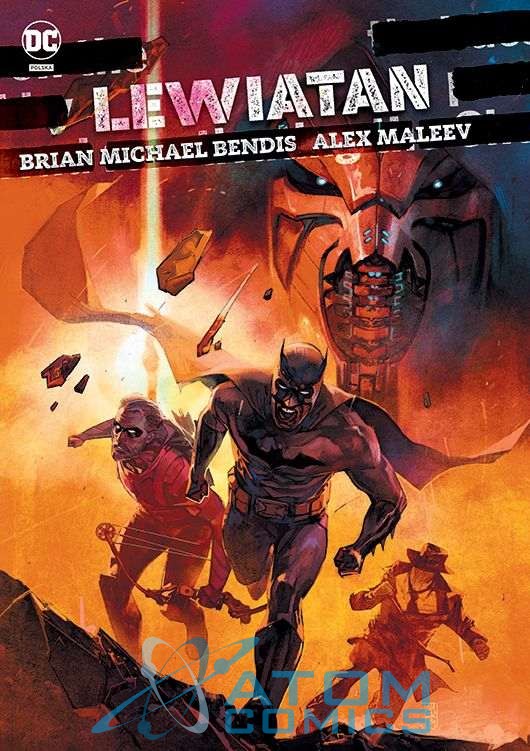 DC
POLSKA
LEWIATAN
BRIAN MICHAEL BENDIS ALEX MALEEV
ATOM
COMICS